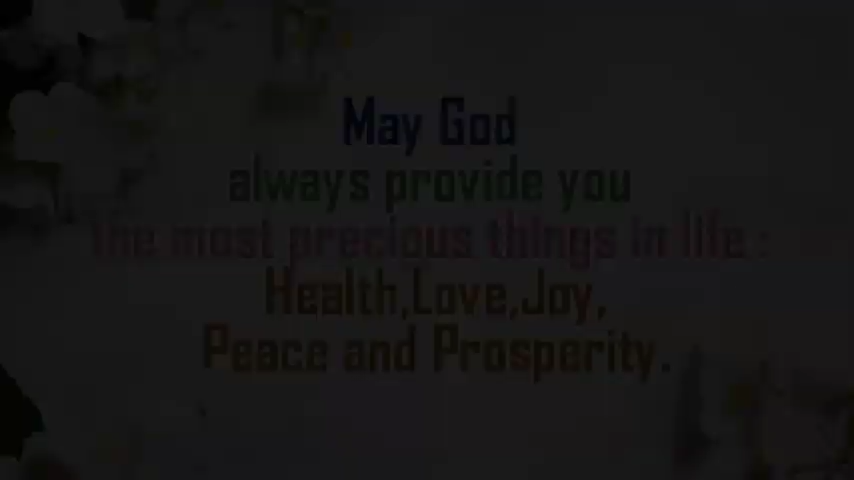 May God
always provide you
the most precious things in life :
Health,Love,Joy,
Peace and Prosperity.